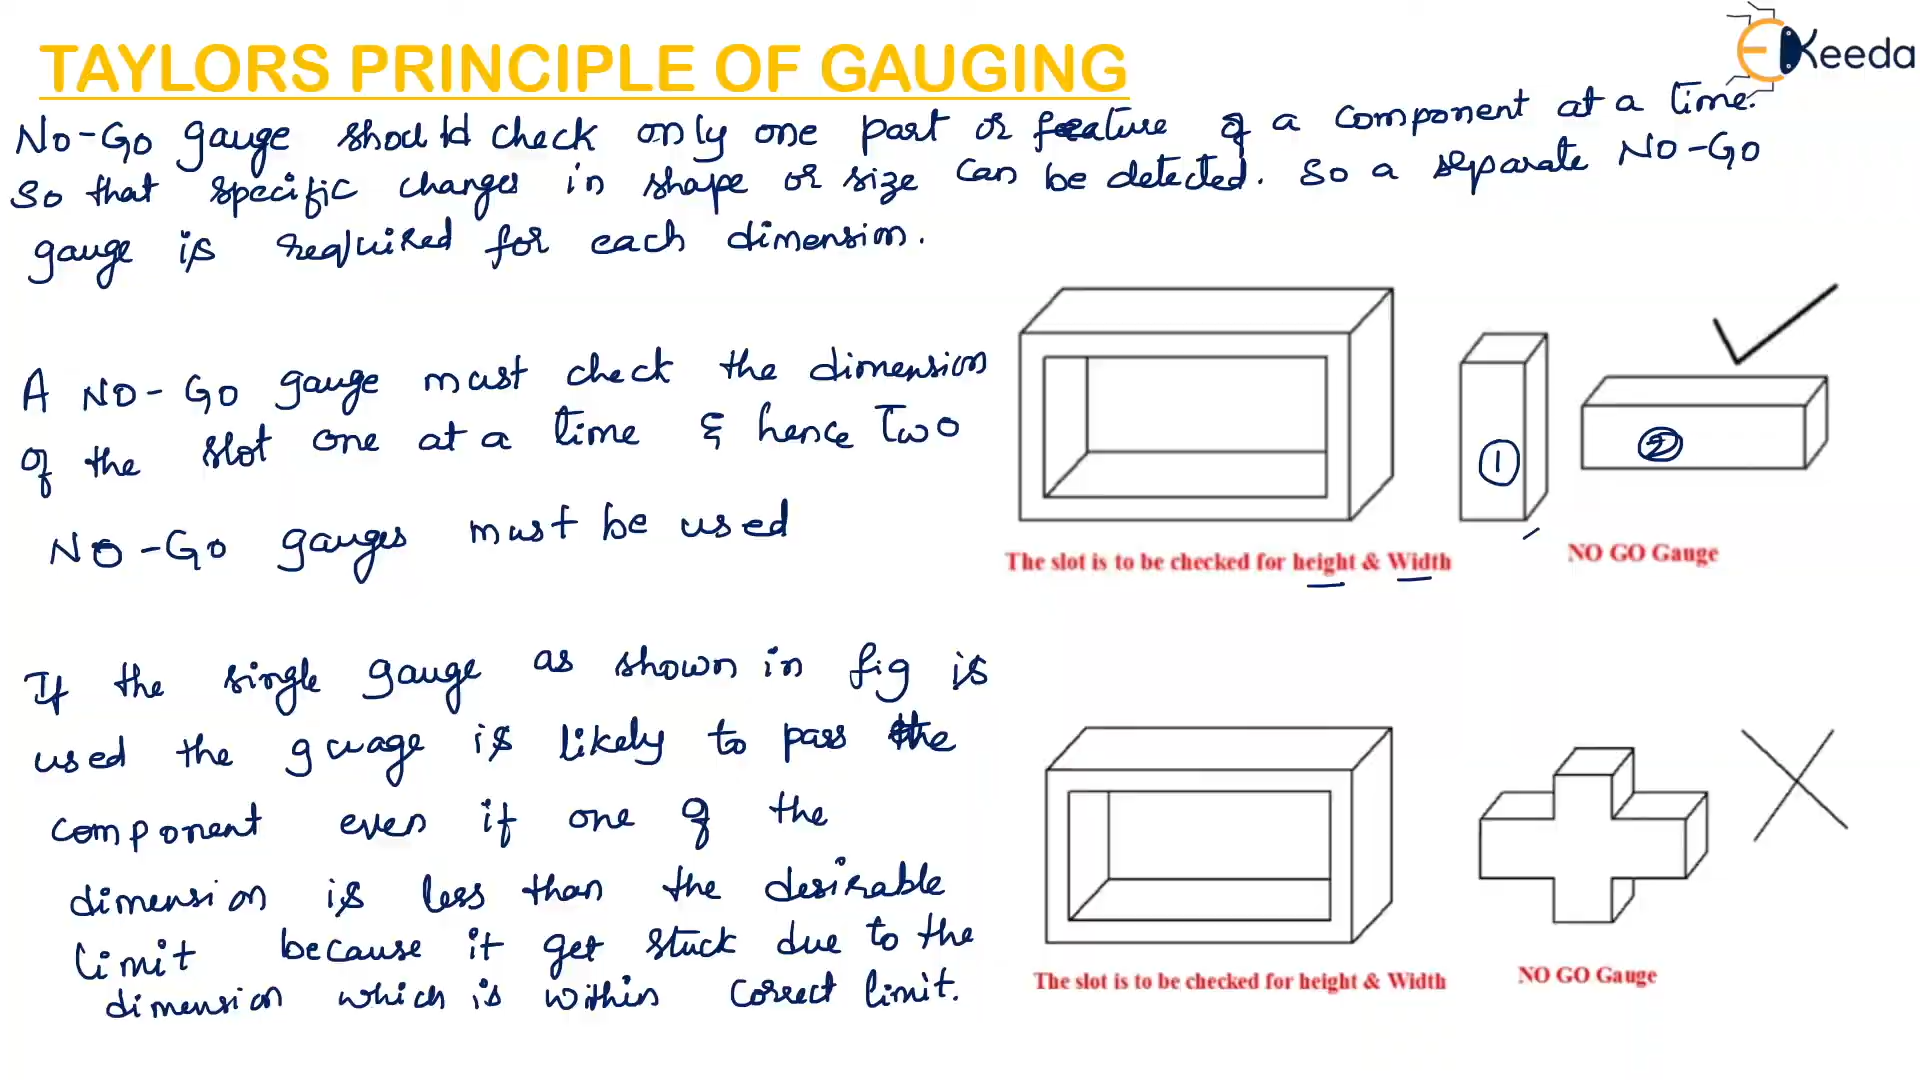 TAYLORS PRINCIPLE OF GAUGING
EKeeda
No-Go gauge should check only one part or feature of a component at a time.
So that specific changes in shape or size can be detected. So a separate NO-GO
gauge is required for each dimension.
A NO-GO gauge must check the dimension
of the slot one at a time & hence Two
NO-GO gauges must be used
1
2
The slot is to be checked for height & Width
NO GO Gauge
If the single gauge as shown in fig is
used the guage is likely to pass the
component even if one of the
dimension is less than the desirable
limit because it get stuck due to the
dimension which is within correct limit.
The slot is to be checked for height & Width
NO GO Gauge